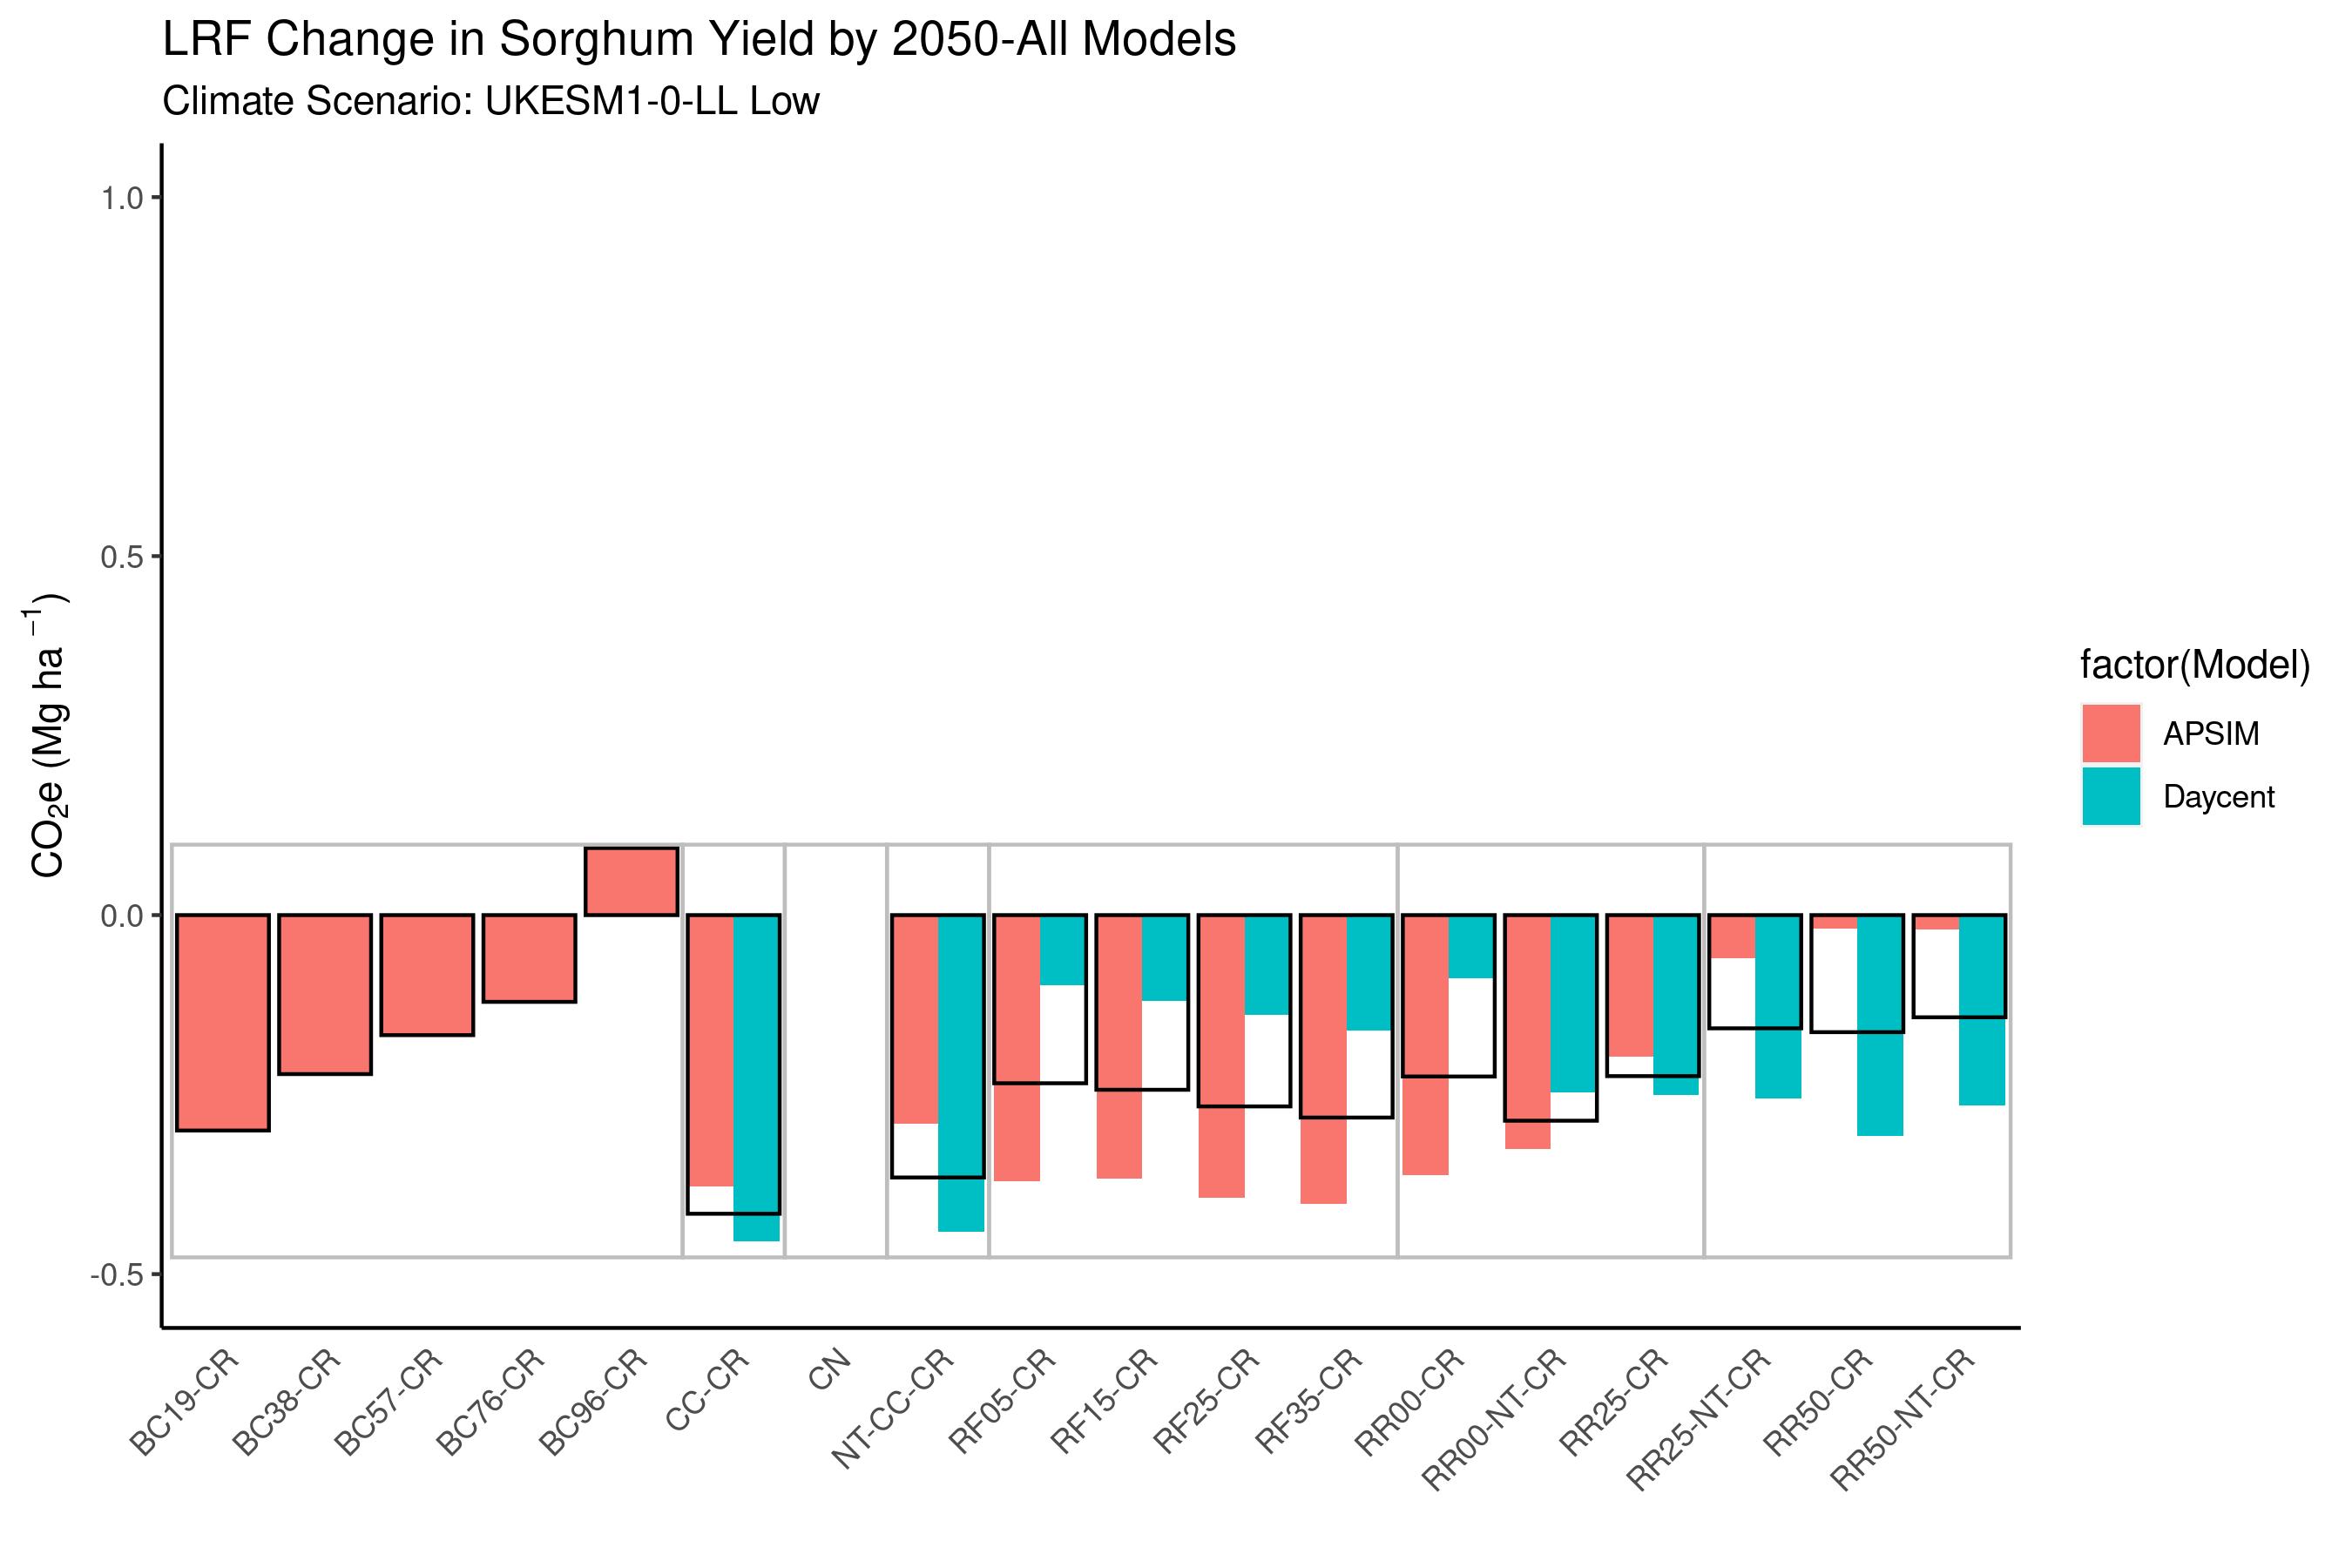 LRF Change in Sorghum Yield by 2050-All Models
Climate Scenario: UKESM1-0-LL Low
CO₂e (Mg ha ⁻¹)
1.0
0.5
0.0
-0.5
BC19-CR
BC38-CR
BC57-CR
BC76-CR
BC96-CR
CC-CR
CN
NT-CC-CR
RF05-CR
RF15-CR
RF25-CR
RF35-CR
RR00-CR
RR00-NT-CR
RR25-CR
RR25-NT-CR
RR50-CR
RR50-NT-CR
factor(Model)
APSIM
Daycent